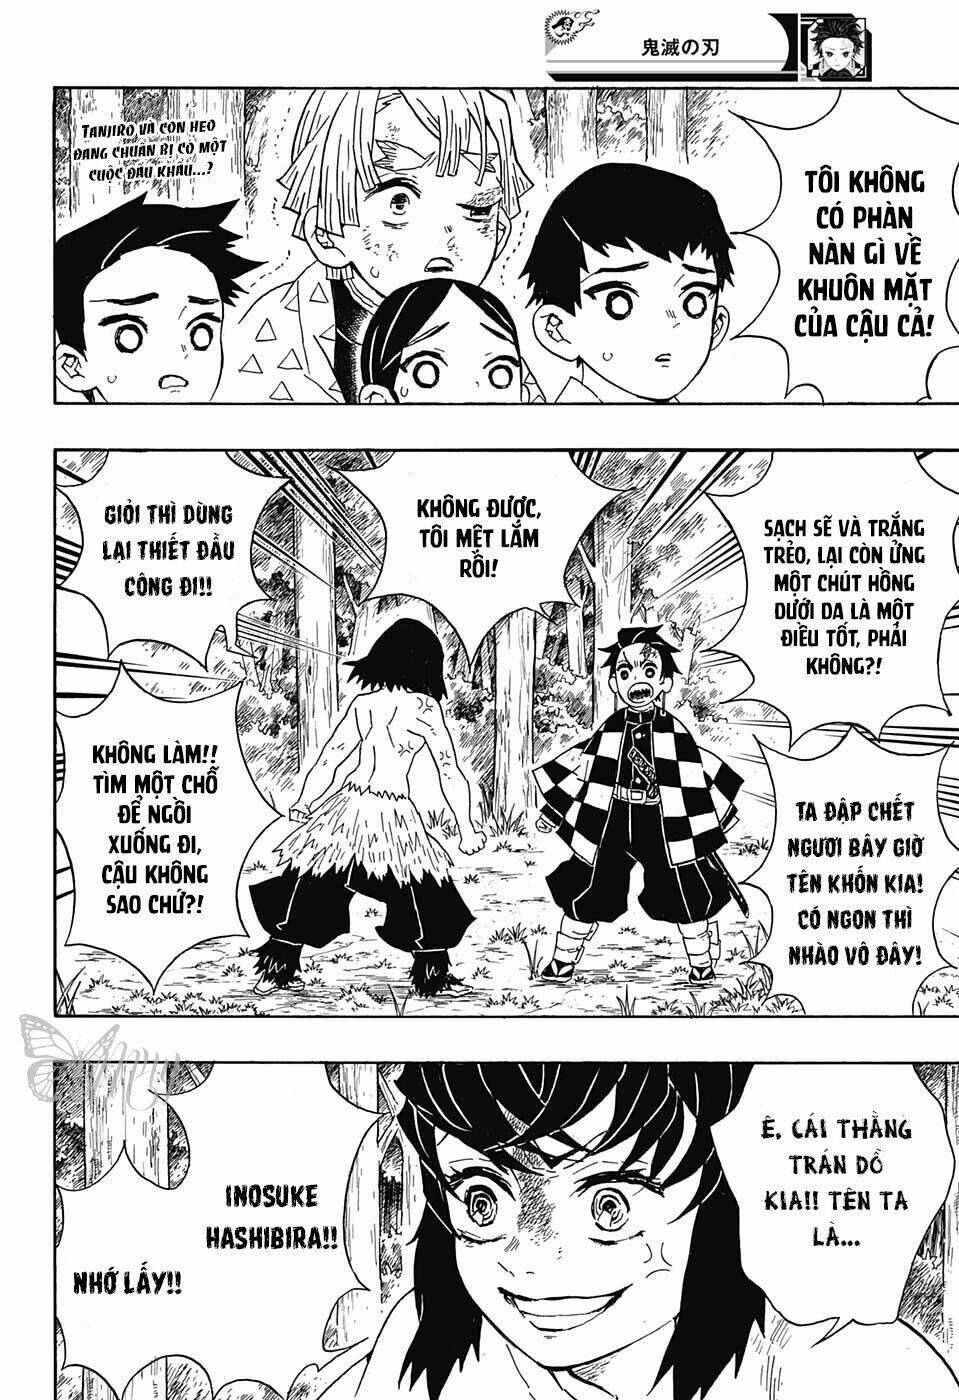 鬼滅の刃
TÔI KHÔNG
CÓ PHÀN
NÀN GÌ VỀ
KHUÔN MẶT
CỦA CẬU CẢ!
TANJIRO VÀ CON HEO
ĐANG CHUẨN BỊ CÓ MỘT
CUỘC ĐẤU KHẨU...?
SẠCH SẼ VÀ TRẮNG
TRẺO, LẠI CÒN ỬNG
MỘT CHÚT HỒNG
DƯỚI DA LÀ MỘT
ĐIỀU TỐT, PHẢI
KHÔNG?!
TA ĐẬP CHẾT
NGƯƠI BÂY GIỜ
TÊN KHỐN KIA!
CÓ NGON THÌ
NHÀO VÔ ĐÂY!
KHÔNG ĐƯỢC,
TÔI MỆT LẮM
RỒI!
GIỎI THÌ DÙNG
LẠI THIẾT ĐẦU
CÔNG ĐI!!
KHÔNG LÀM!!
TÌM MỘT CHỖ
ĐỂ NGỒI
XUỐNG ĐI,
CẬU KHÔNG
SAO CHỨ?!
Ê, CÁI THẰNG
TRÁN DỒ
KIA!! TÊN TA
LÀ...
INOSUKE
HASHIBIRA!!
NHỚ LẤY!!